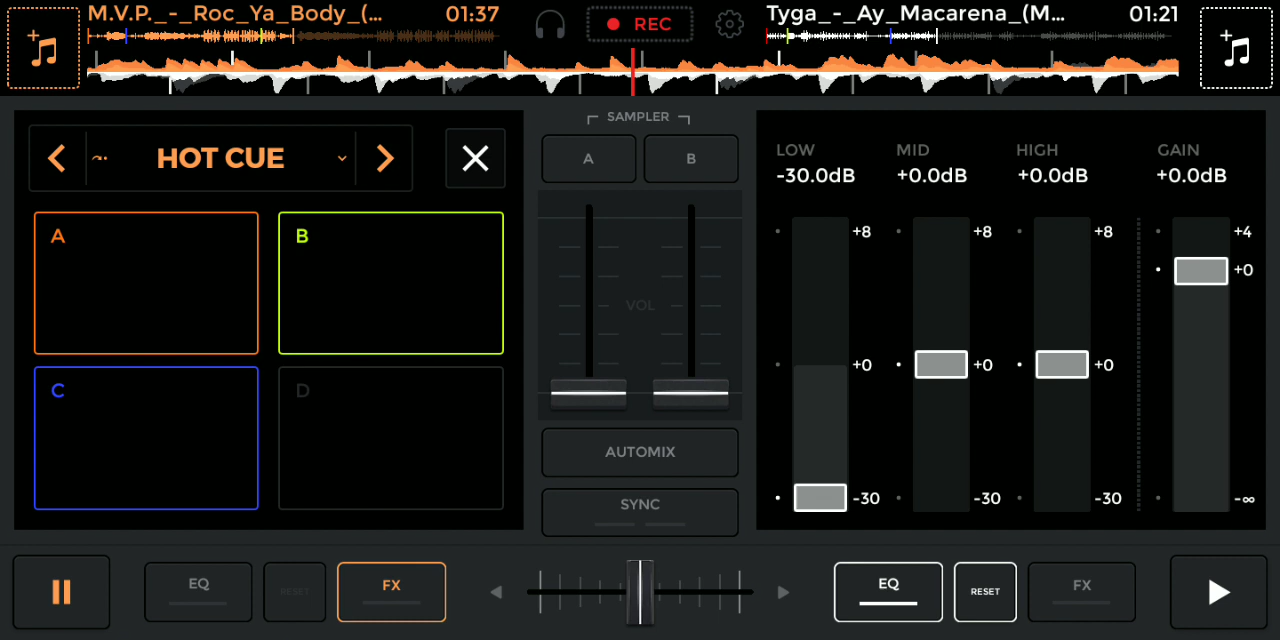 M.V.P._-_Roc_Ya_Body_(... 01:37
REC
Tyga_-_Ay_Macarena_(M... 01:21
SAMPLER
A B
HOT CUE
A B
C D
VOL
AUTOMIX
SYNC
LOW MID HIGH GAIN
-30.0dB +0.0dB +0.0dB +0.0dB
+8 +8 +8 +4
+0
+0 +0 +0
-30 -30 -30 -∞
EQ RESET FX
EQ RESET FX